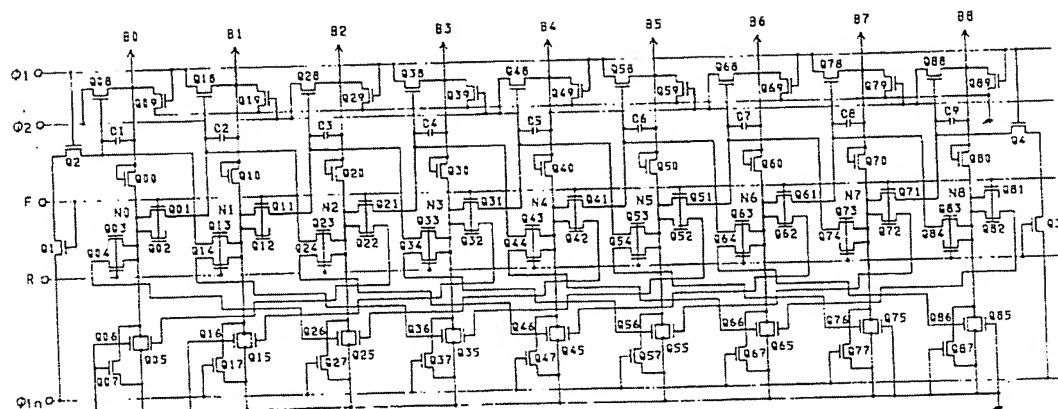 B0 B1 B2 B3 B4 B5 B6 B7 B8
Φ1 Q08 Q18 Q28 Q38 Q48 Q58 Q68 Q78 Q88
Q09 Q19 Q29 Q39 Q49 Q59 Q69 Q79 Q89
Φ2 C1 C2 C3 C4 C5 C6 C7 C8 C9
Q2 Q00 Q10 Q20 Q30 Q40 Q50 Q60 Q70 Q80 Q4
F N0 Q01 N1 Q11 N2 Q21 N3 Q31 N4 Q41 N5 Q51 N6 Q61 N7 Q71 N8 Q81
Q1 Q03 Q13 Q23 Q33 Q43 Q53 Q63 Q73 Q83
Q04 Q02 Q14 Q12 Q24 Q22 Q34 Q32 Q44 Q42 Q54 Q52 Q64 Q62 Q74 Q72 Q84 Q82
R
Q06 Q05 Q16 Q15 Q26 Q25 Q36 Q35 Q46 Q45 Q56 Q55 Q66 Q65 Q76 Q75 Q86 Q85
Q07 Q17 Q27 Q37 Q47 Q57 Q67 Q77 Q87
Φin